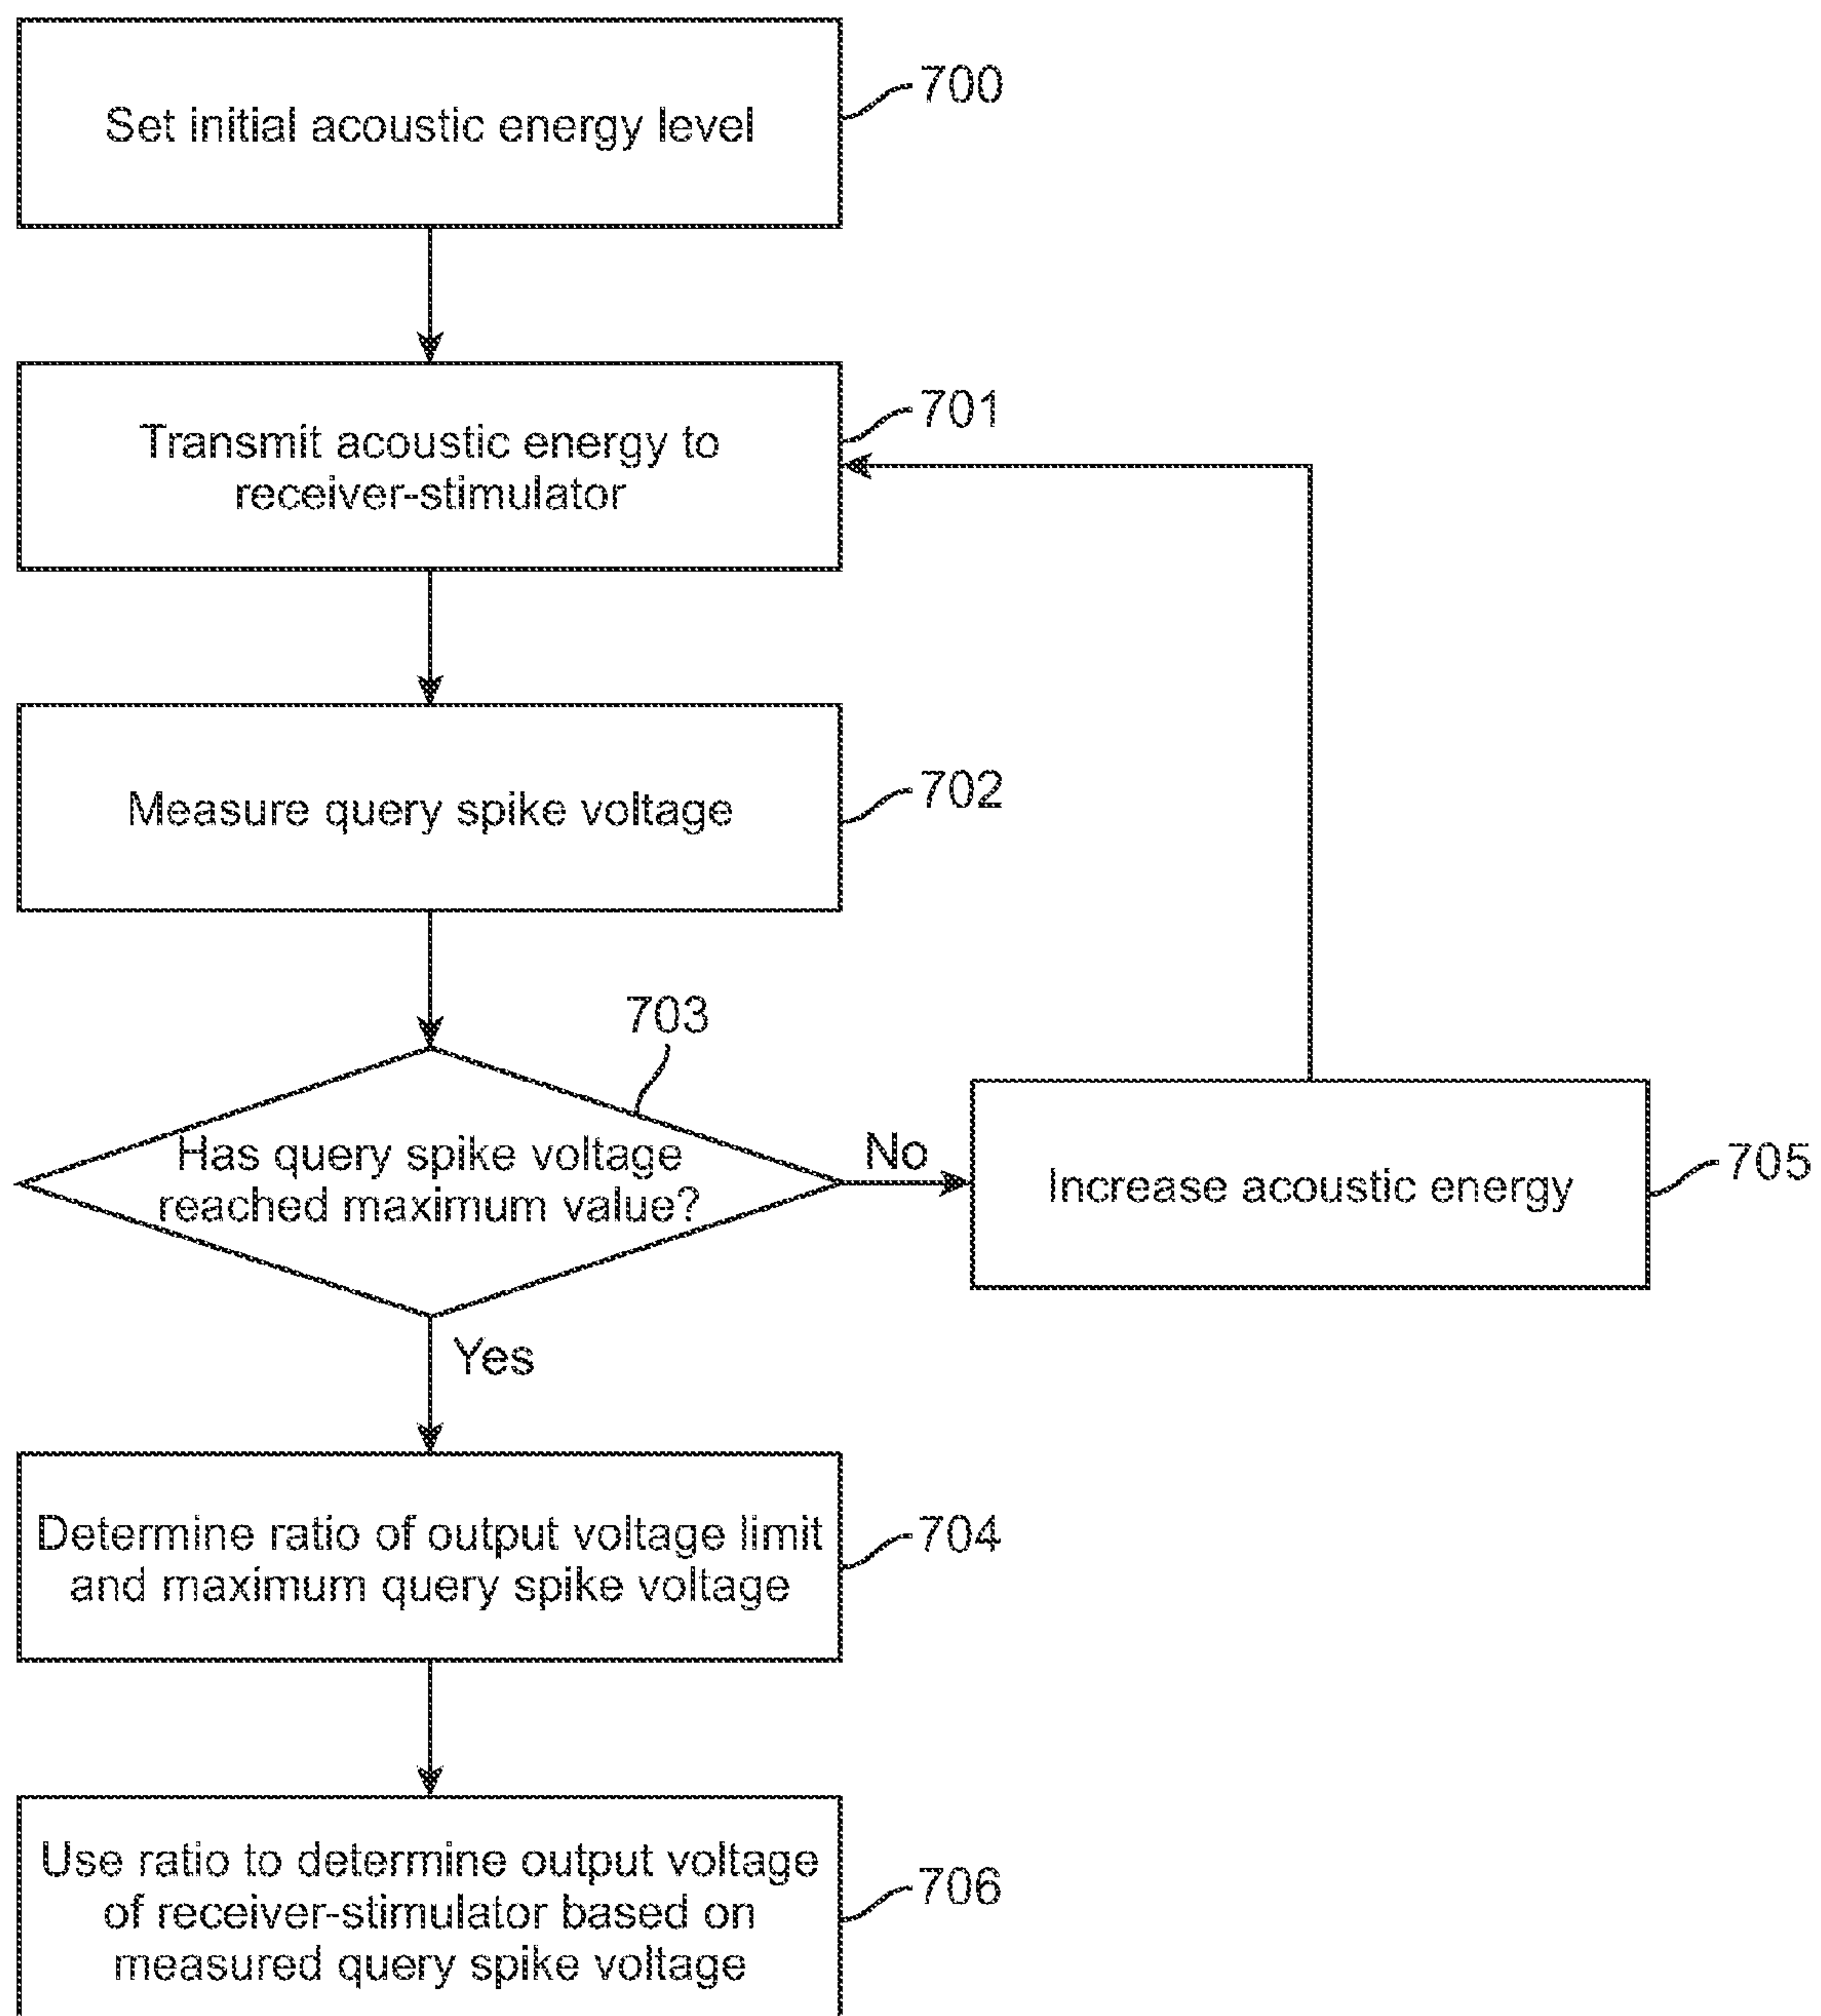 Set initial acoustic energy level
700
Transmit acoustic energy to
receiver-stimulator
701
Measure query spike voltage
702
703
Has query spike voltage
reached maximum value?
No
Increase acoustic energy
705
Yes
Determine ratio of output voltage limit
and maximum query spike voltage
704
Use ratio to determine output voltage
of receiver-stimulator based on
measured query spike voltage
706